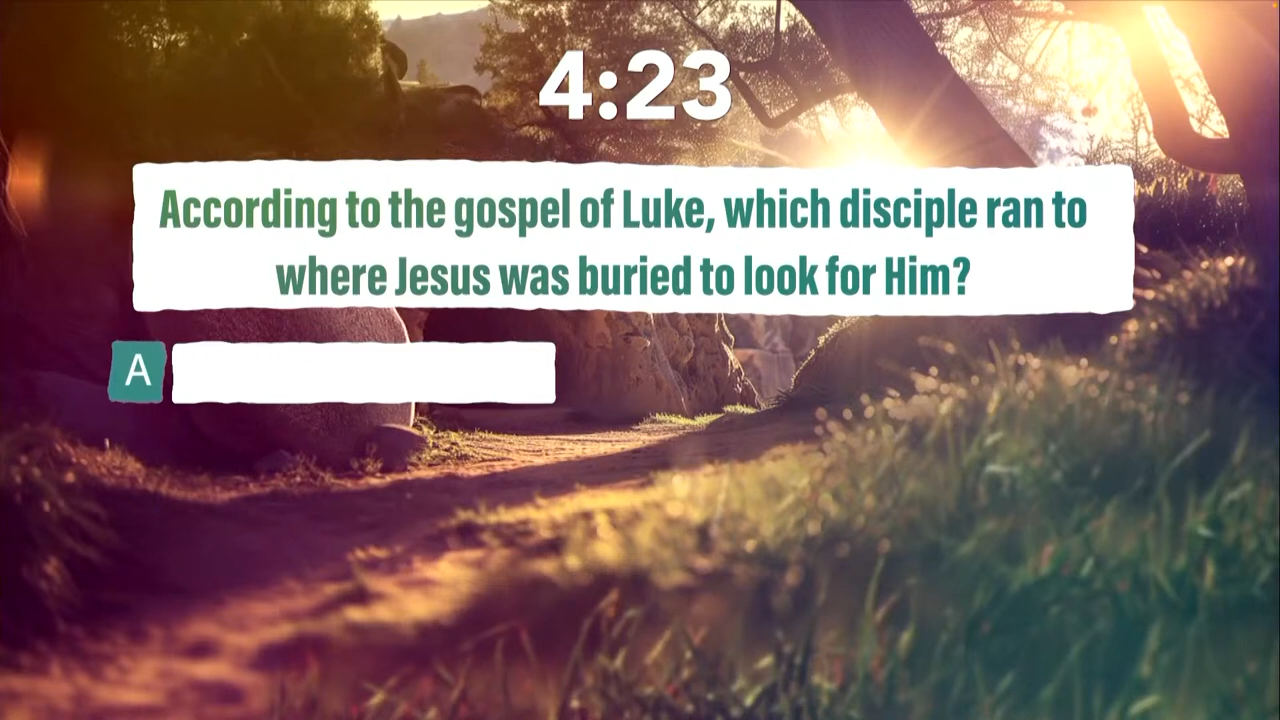 4:23
According to the gospel of Luke, which disciple ran to
where Jesus was buried to look for Him?
A